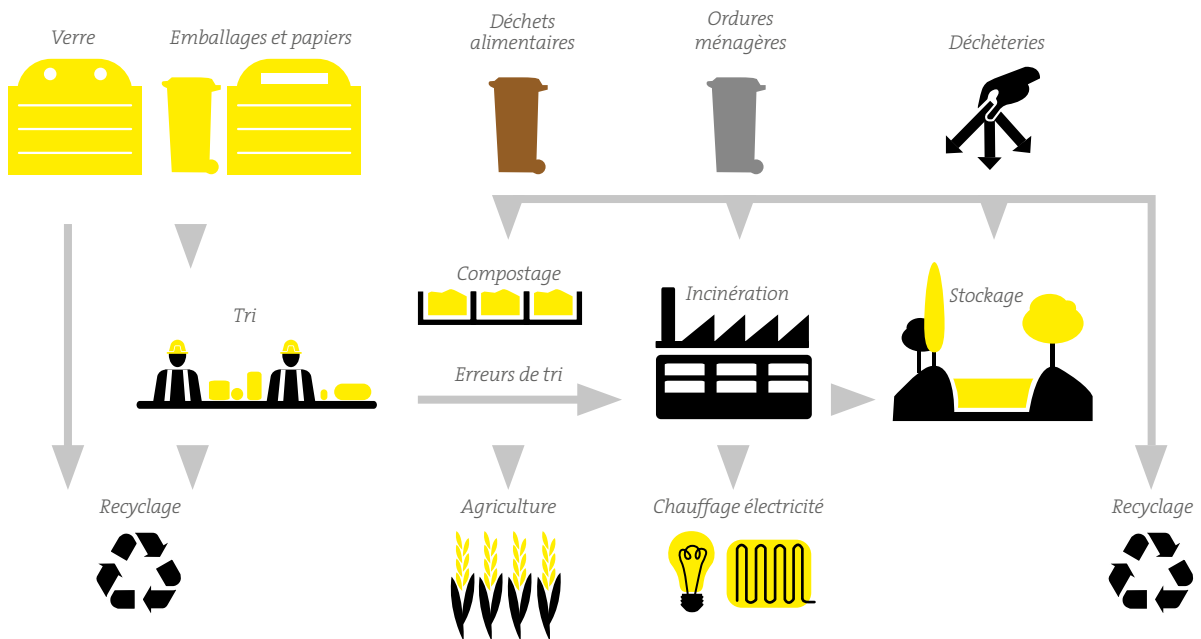 Verre
Emballages et papiers
Déchets
alimentaires
Ordures
ménagères
Déchèteries
Compostage
Incinération
Stockage
Tri
Erreurs de tri
Recyclage
Agriculture
Chauffage électricité
Recyclage